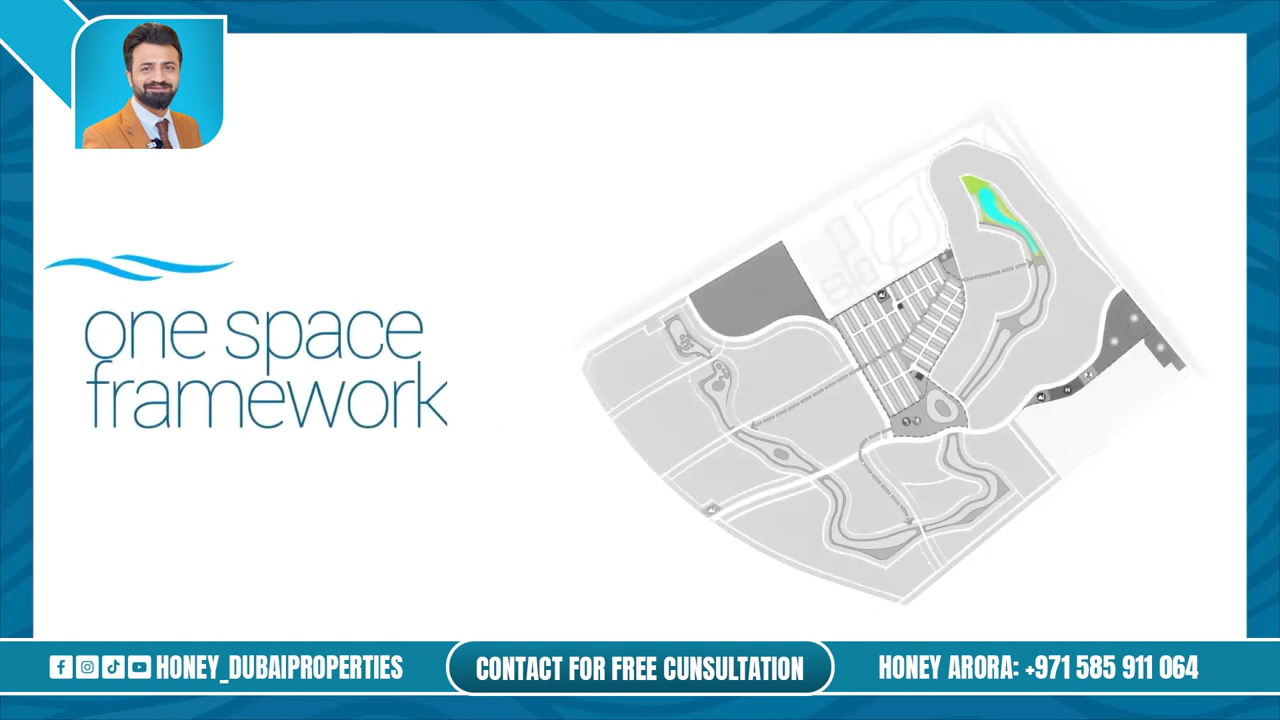 one space
framework
HONEY_DUBAIPROPERTIES
CONTACT FOR FREE CUNSULTATION
HONEY ARORA: +971 585 911 064